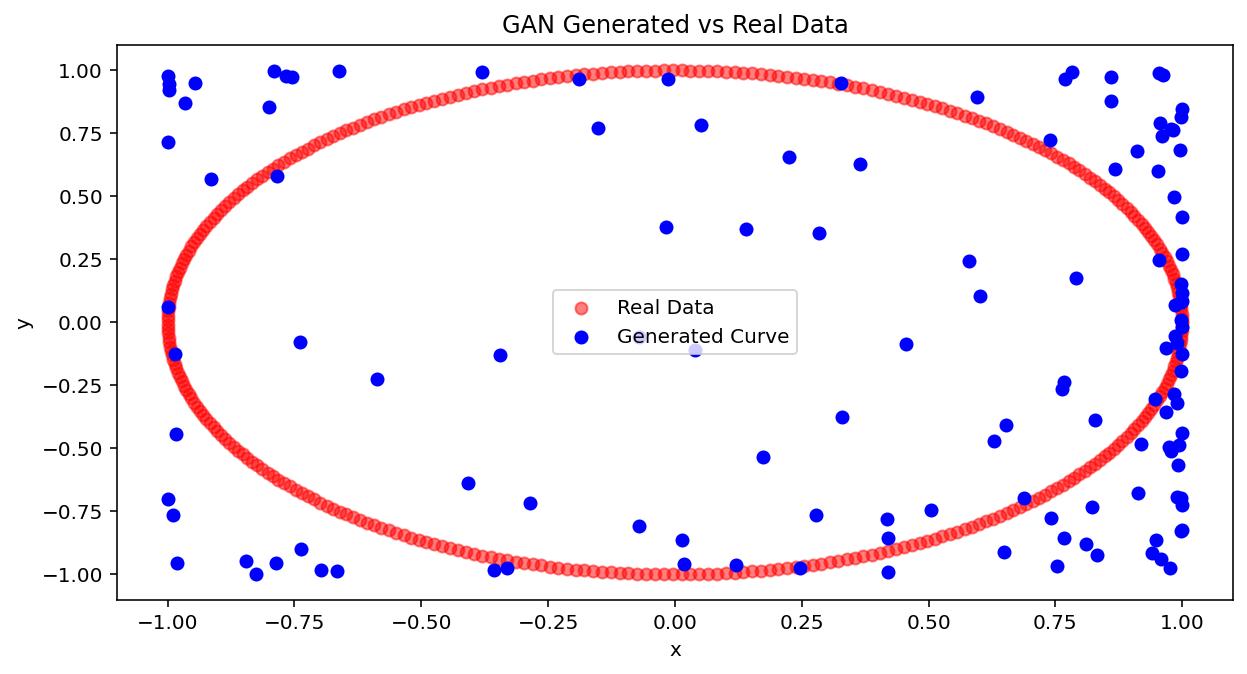 GAN Generated vs Real Data
1.00
0.75
0.50
0.25
0.00
−0.25
−0.50
−0.75
−1.00
y
Real Data
Generated Curve
−1.00 −0.75 −0.50 −0.25 0.00 0.25 0.50 0.75 1.00
x